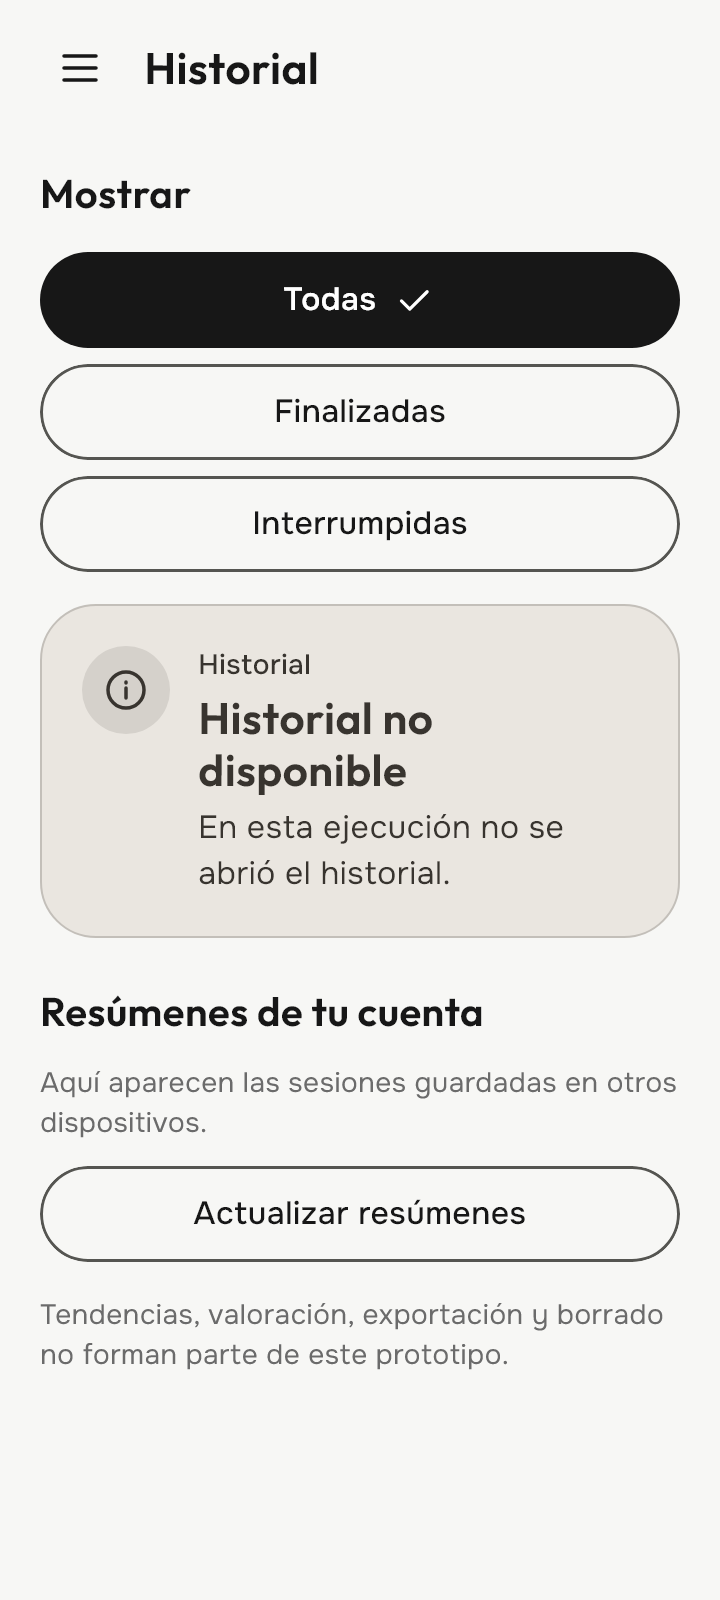 Historial
Mostrar
Todas
Finalizadas
Interrumpidas
Historial
Historial no
disponible
En esta ejecución no se
abrió el historial.
Resúmenes de tu cuenta
Aquí aparecen las sesiones guardadas en otros
dispositivos.
Actualizar resúmenes
Tendencias, valoración, exportación y borrado
no forman parte de este prototipo.